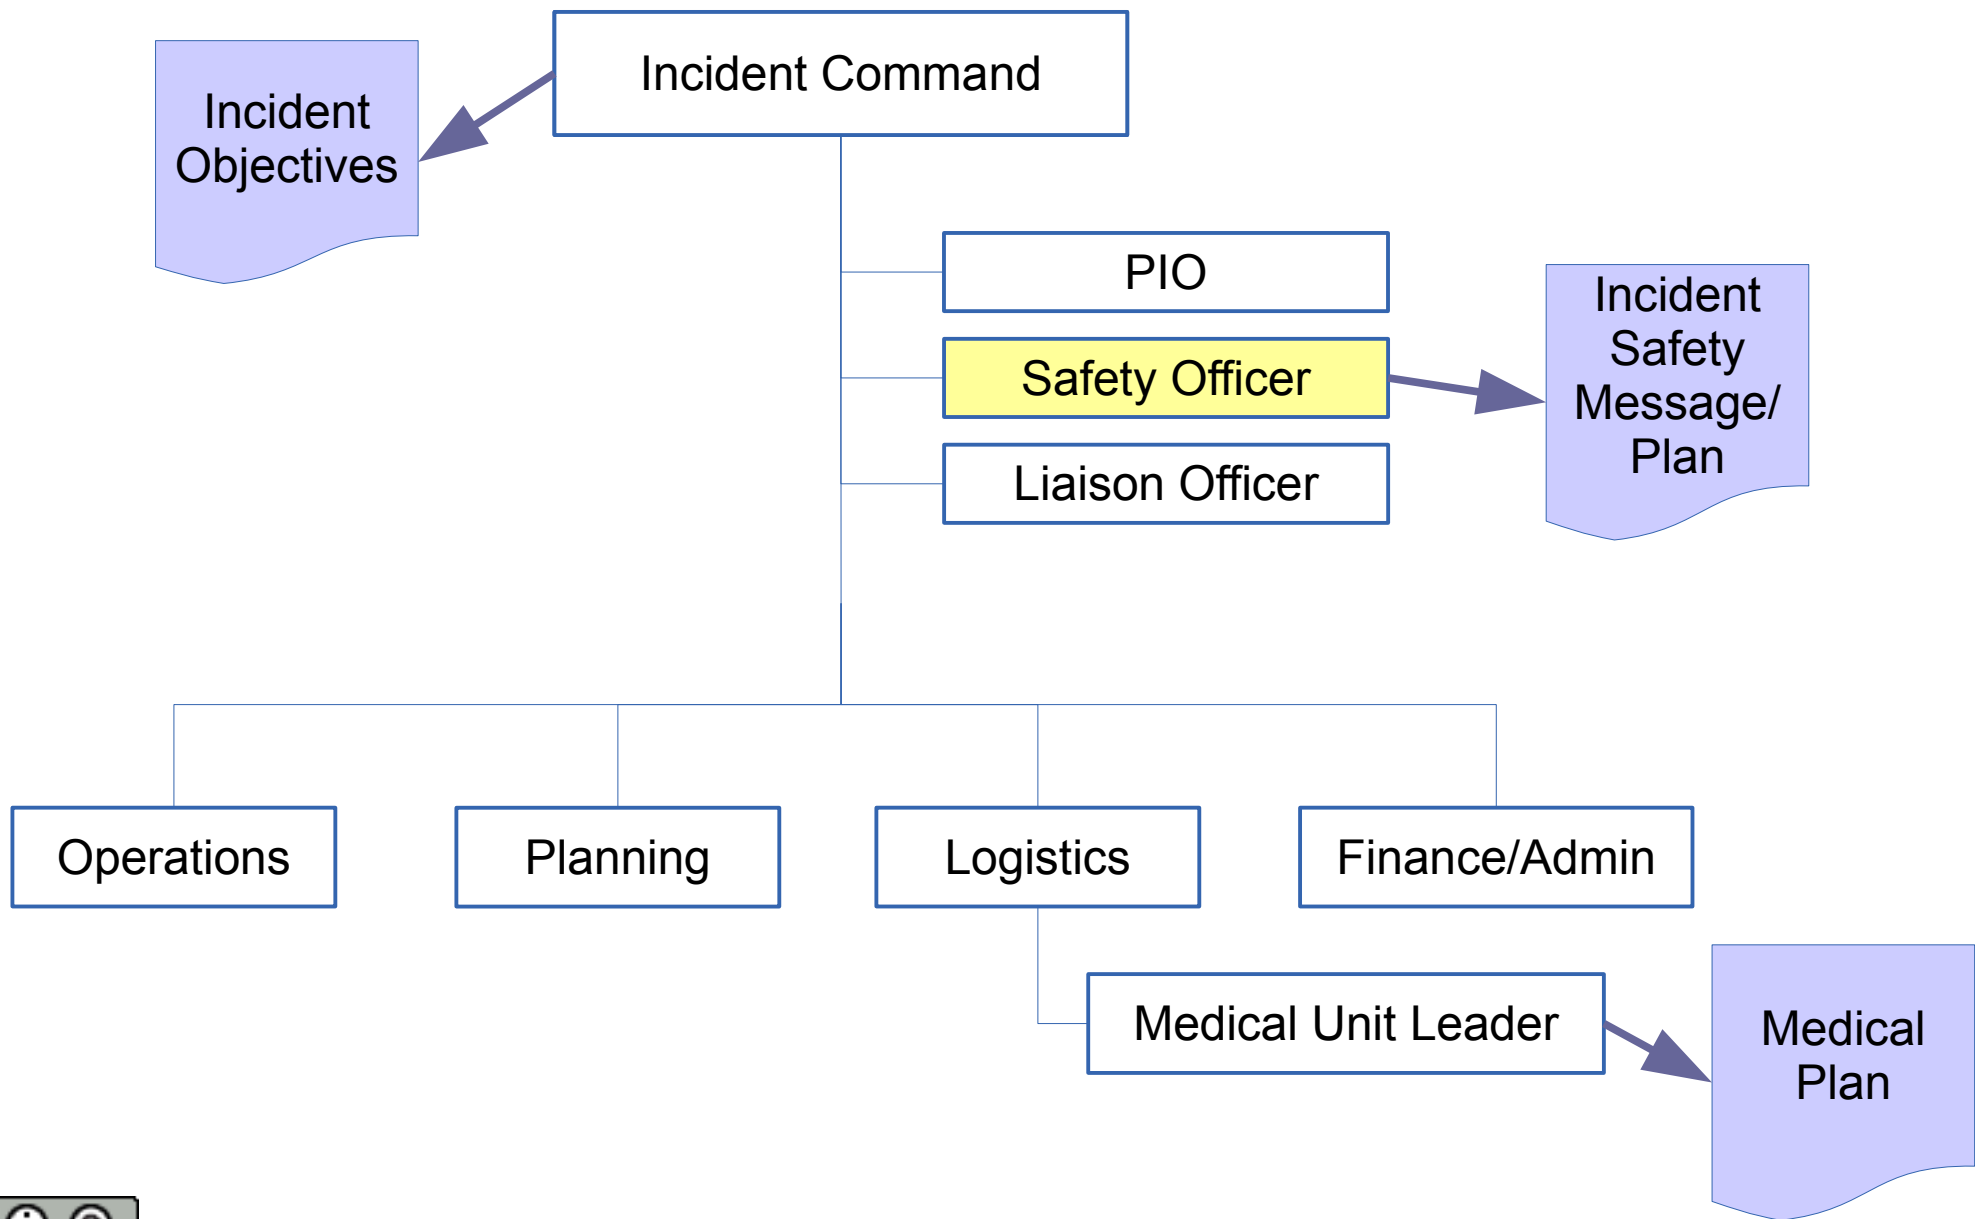 Incident Command
Incident
Objectives
PIO
Safety Officer
Liaison Officer
Incident
Safety
Message/
Plan
Operations
Planning
Logistics
Finance/Admin
Medical Unit Leader
Medical
Plan